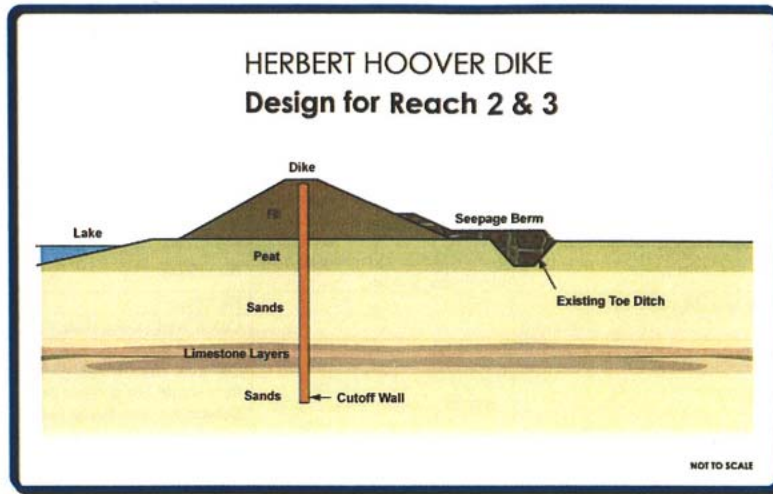 HERBERT HOOVER DIKE
Design for Reach 2 & 3
Dike
Fill
Seepage Berm
Lake
Peat
Existing Toe Ditch
Sands
Limestone Layers
Sands
Cutoff Wall
NOT TO SCALE